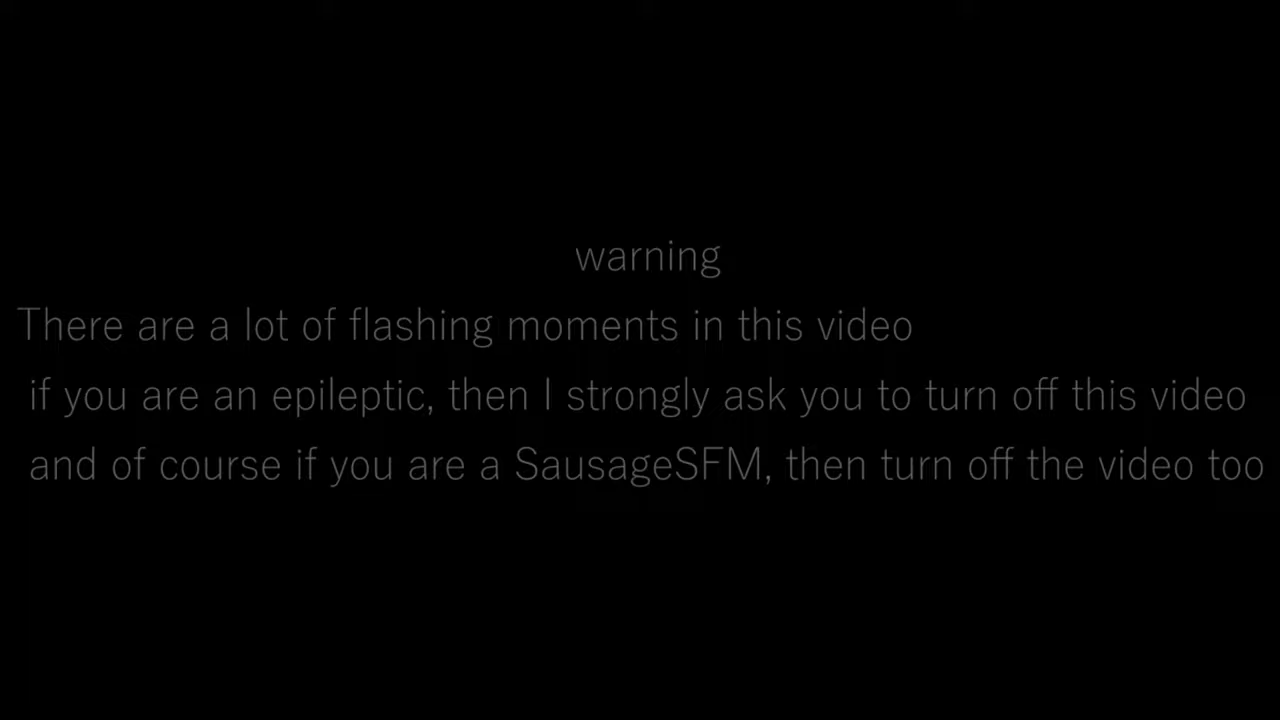 warning
There are a lot of flashing moments in this video
if you are an epileptic, then I strongly ask you to turn off this video
and of course if you are a SausageSFM, then turn off the video too